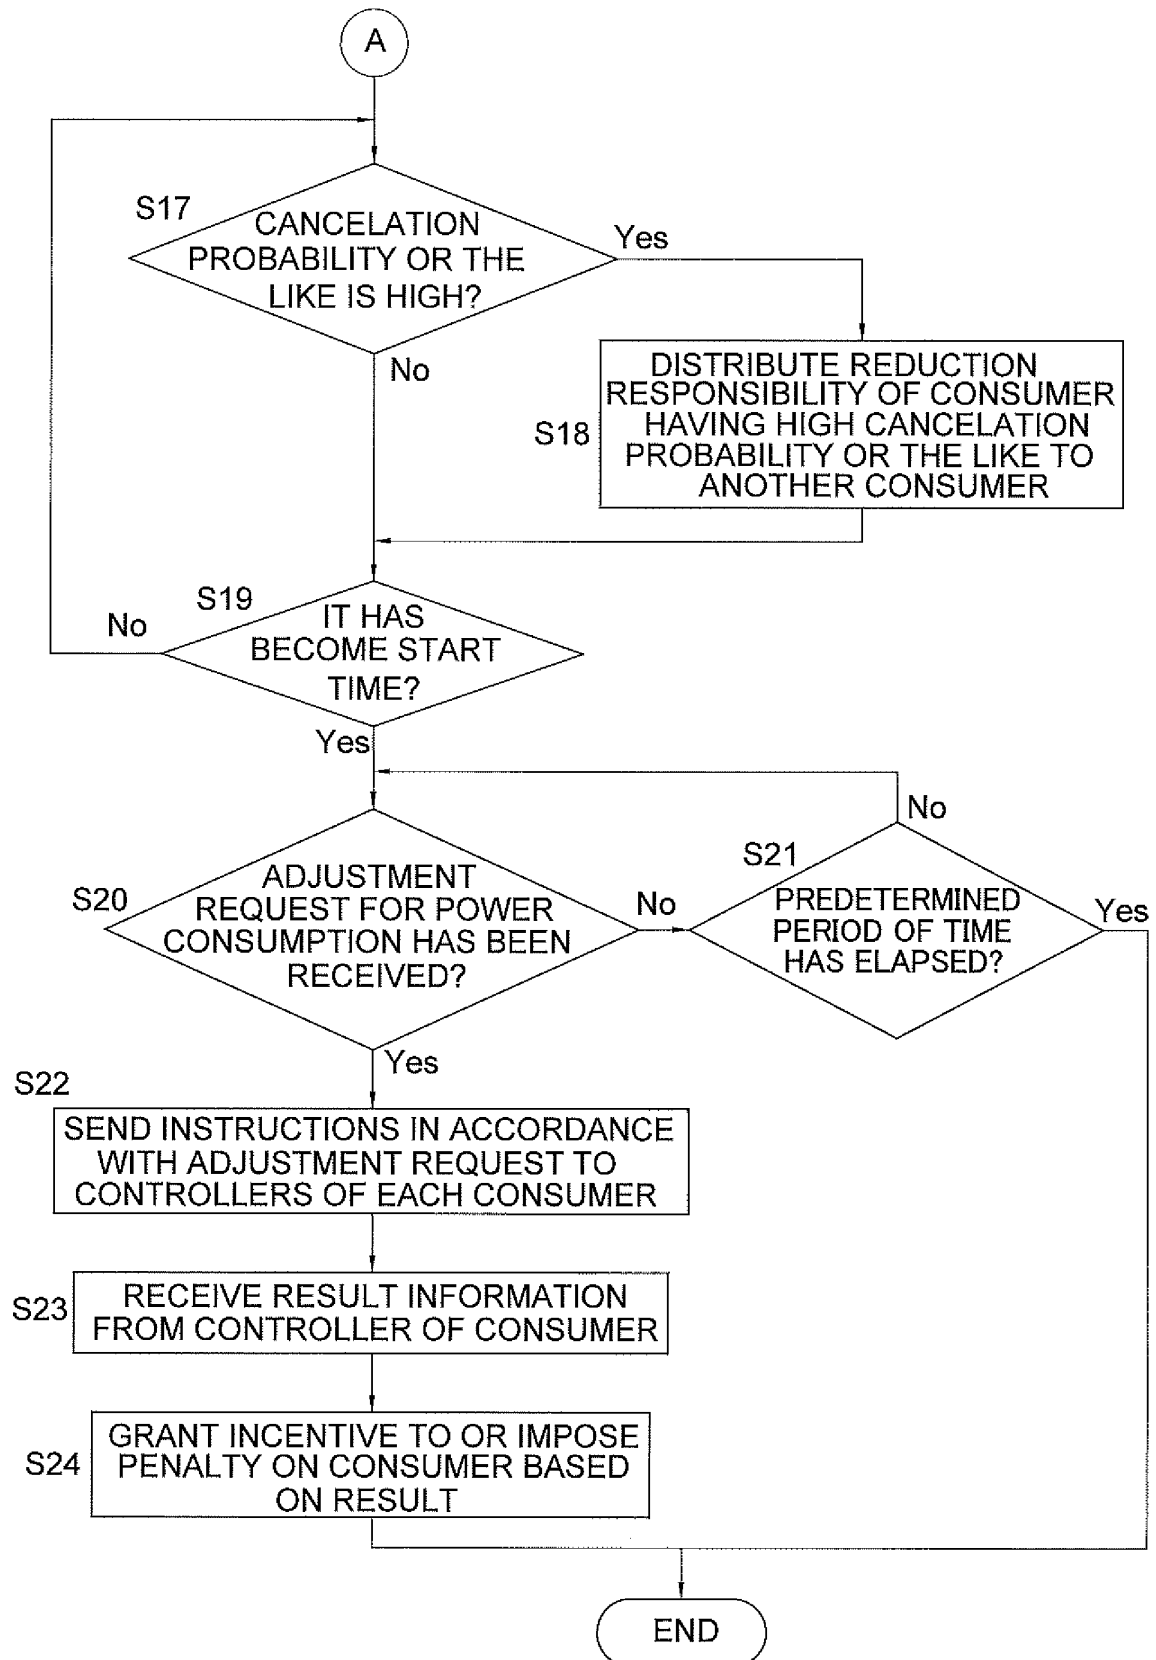 A
S17
CANCELATION
PROBABILITY OR THE
LIKE IS HIGH?
Yes
No
S18
DISTRIBUTE REDUCTION
RESPONSIBILITY OF CONSUMER
HAVING HIGH CANCELATION
PROBABILITY OR THE LIKE TO
ANOTHER CONSUMER
S19
IT HAS
BECOME START
TIME?
No
Yes
S20
ADJUSTMENT
REQUEST FOR POWER
CONSUMPTION HAS BEEN
RECEIVED?
No
S21
PREDETERMINED
PERIOD OF TIME
HAS ELAPSED?
No
Yes
Yes
S22
SEND INSTRUCTIONS IN ACCORDANCE
WITH ADJUSTMENT REQUEST TO
CONTROLLERS OF EACH CONSUMER
S23
RECEIVE RESULT INFORMATION
FROM CONTROLLER OF CONSUMER
S24
GRANT INCENTIVE TO OR IMPOSE
PENALTY ON CONSUMER BASED
ON RESULT
END